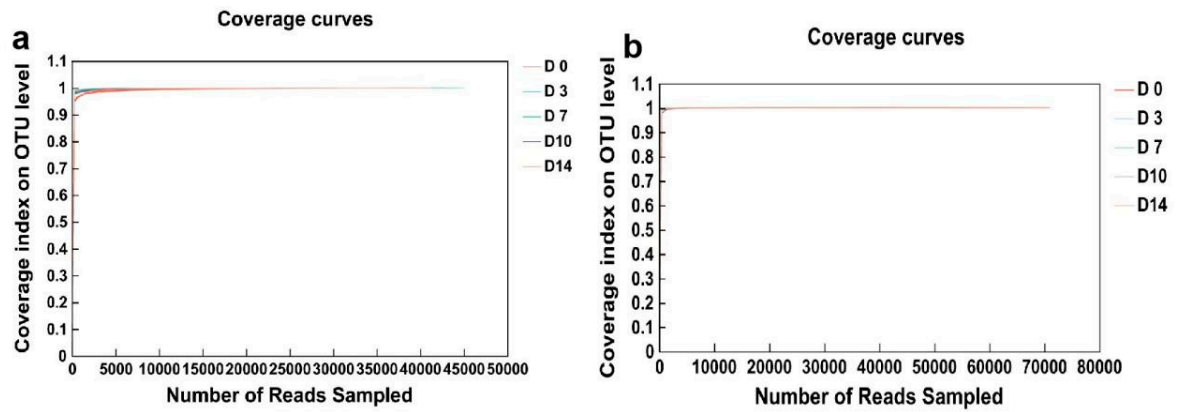 a
Coverage curves
Coverage index on OTU level
1.1
1
0.9
0.8
0.7
0.6
0.5
0.4
0.3
0.2
0.1
0
0 5000 10000 15000 20000 25000 30000 35000 40000 45000 50000
Number of Reads Sampled
D 0
D 3
D 7
D10
D14
b
Coverage curves
Coverage index on OTU level
1.1
1
0.9
0.8
0.7
0.6
0.5
0.4
0.3
0.2
0.1
0
0 10000 20000 30000 40000 50000 60000 70000 80000
Number of Reads Sampled
D 0
D 3
D 7
D10
D14